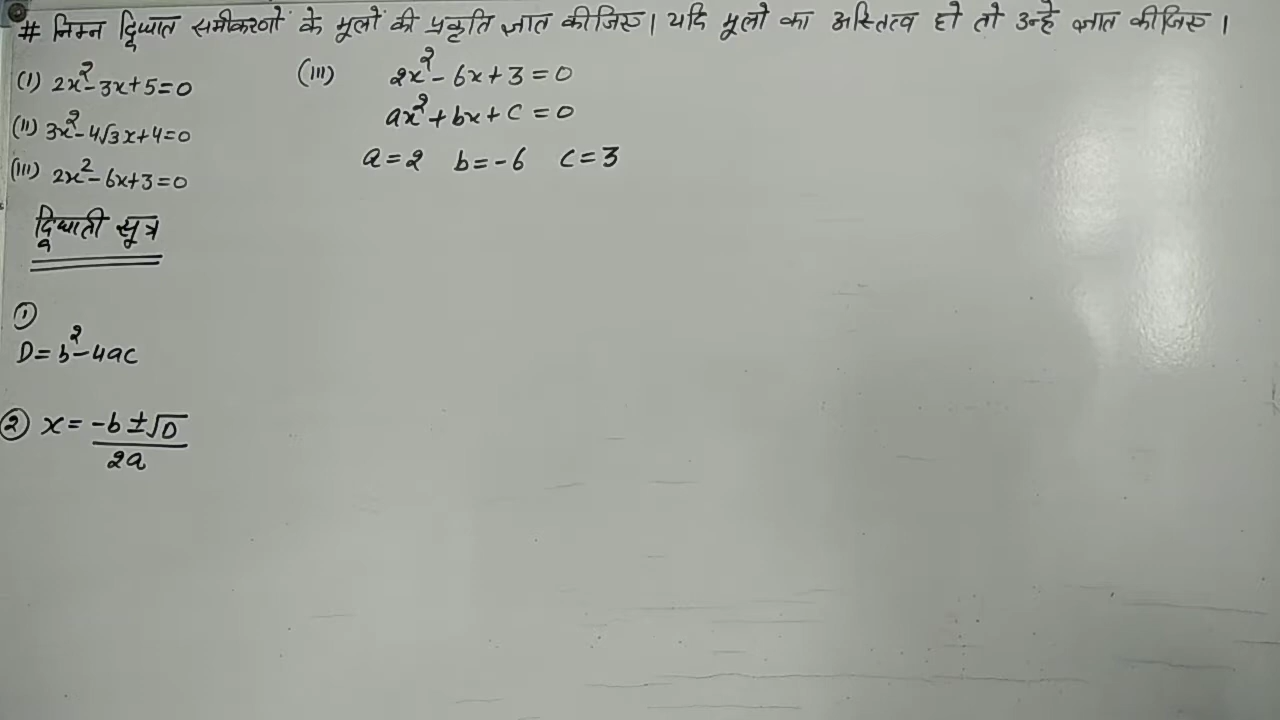 # निम्न द्विघात समीकरणों के मूलों की प्रकृति ज्ञात कीजिए। यदि मूलों का अस्तित्व हो तो उन्हे ज्ञात कीजिए।
(I) 2x²-3x+5=0
(II) 3x²-4√3x+4=0
(III) 2x²-6x+3=0
द्विघाती सूत्र
①
D=b²-4ac
② x = (-b ± √D)/2a
(III) 2x²-6x+3=0
ax²+bx+c=0
a=2 b=-6 c=3